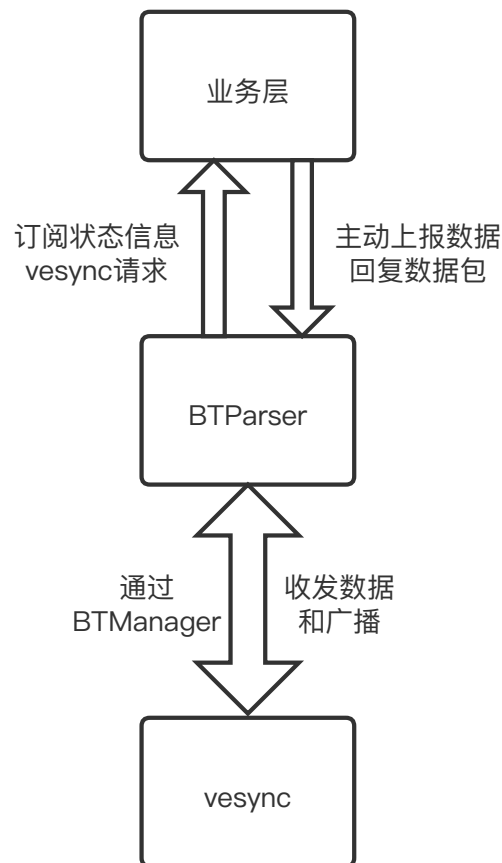 业务层
订阅状态信息
vesync请求
主动上报数据
回复数据包
BTParser
通过
BTManager
收发数据
和广播
vesync